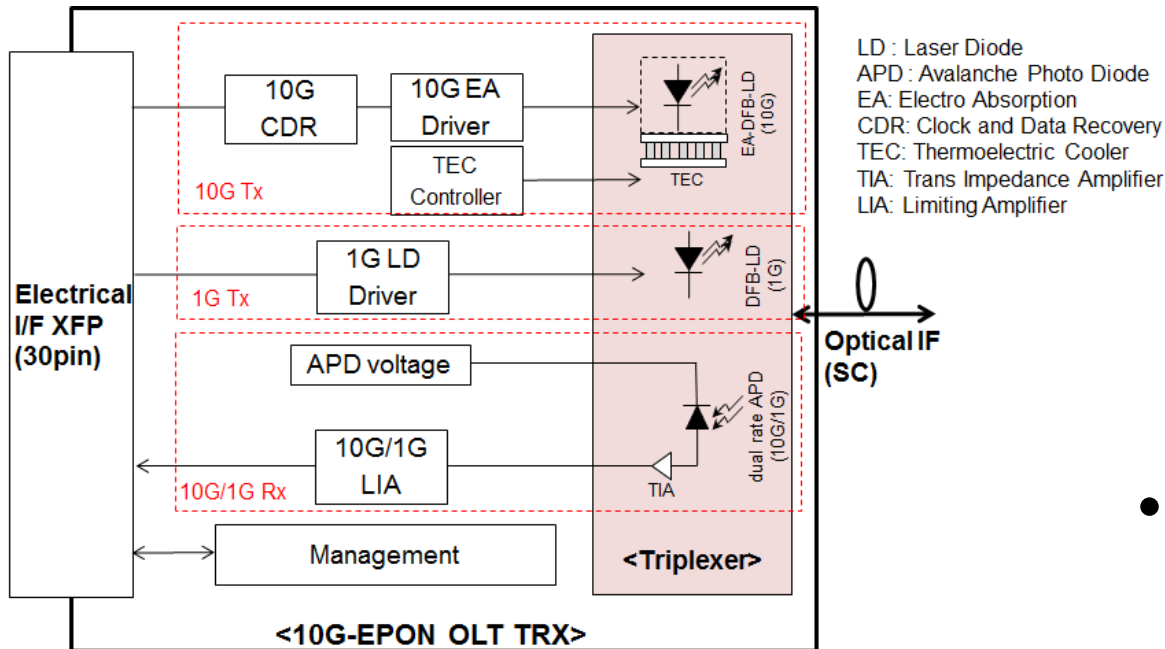 10G
CDR
10G EA
Driver
TEC
Controller
10G Tx
EA-DFB-LD
(10G)
TEC
1G LD
Driver
1G Tx
DFB-LD
(1G)
Electrical
I/F XFP
(30pin)
APD voltage
10G/1G
LIA
10G/1G Rx
TIA
dual rate APD
(10G/1G)
Management
<Triplexer>
<10G-EPON OLT TRX>
Optical IF
(SC)
LD : Laser Diode
APD : Avalanche Photo Diode
EA: Electro Absorption
CDR: Clock and Data Recovery
TEC: Thermoelectric Cooler
TIA: Trans Impedance Amplifier
LIA: Limiting Amplifier